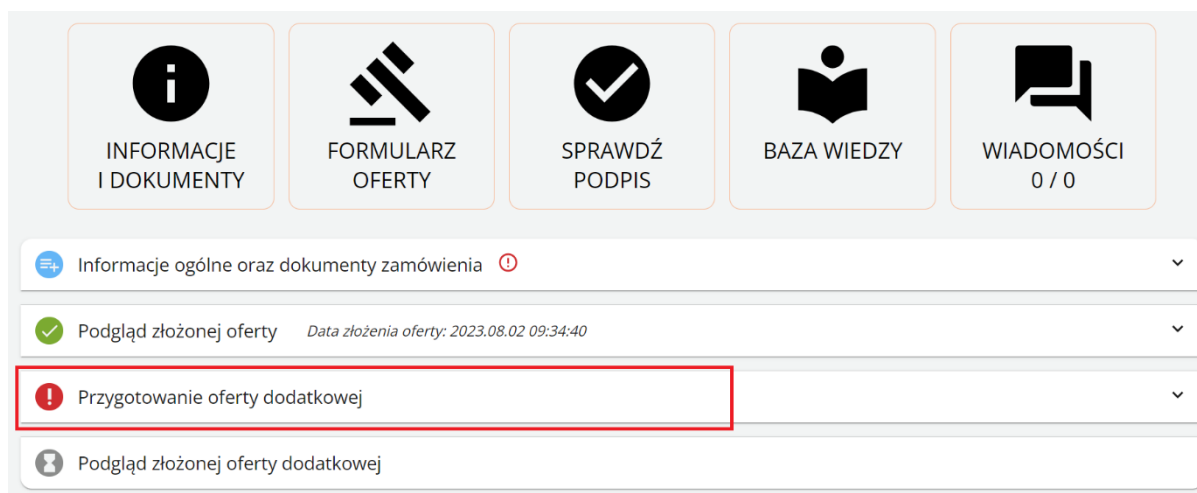 INFORMACJE
I DOKUMENTY
FORMULARZ
OFERTY
SPRAWDŹ
PODPIS
BAZA WIEDZY
WIADOMOŚCI
0 / 0
Informacje ogólne oraz dokumenty zamówienia
Podgląd złożonej oferty Data złożenia oferty: 2023.08.02 09:34:40
Przygotowanie oferty dodatkowej
Podgląd złożonej oferty dodatkowej